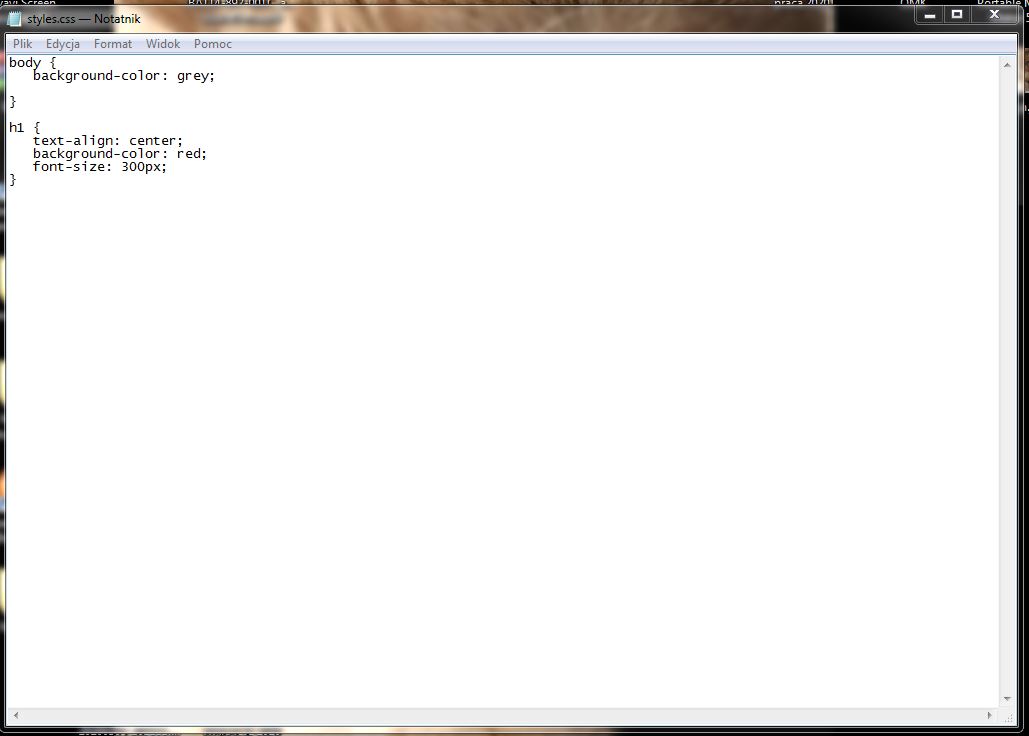 styles.css — Notatnik
Plik Edycja Format Widok Pomoc
body {
   background-color: grey;

}

h1 {
   text-align: center;
   background-color: red;
   font-size: 300px;
}